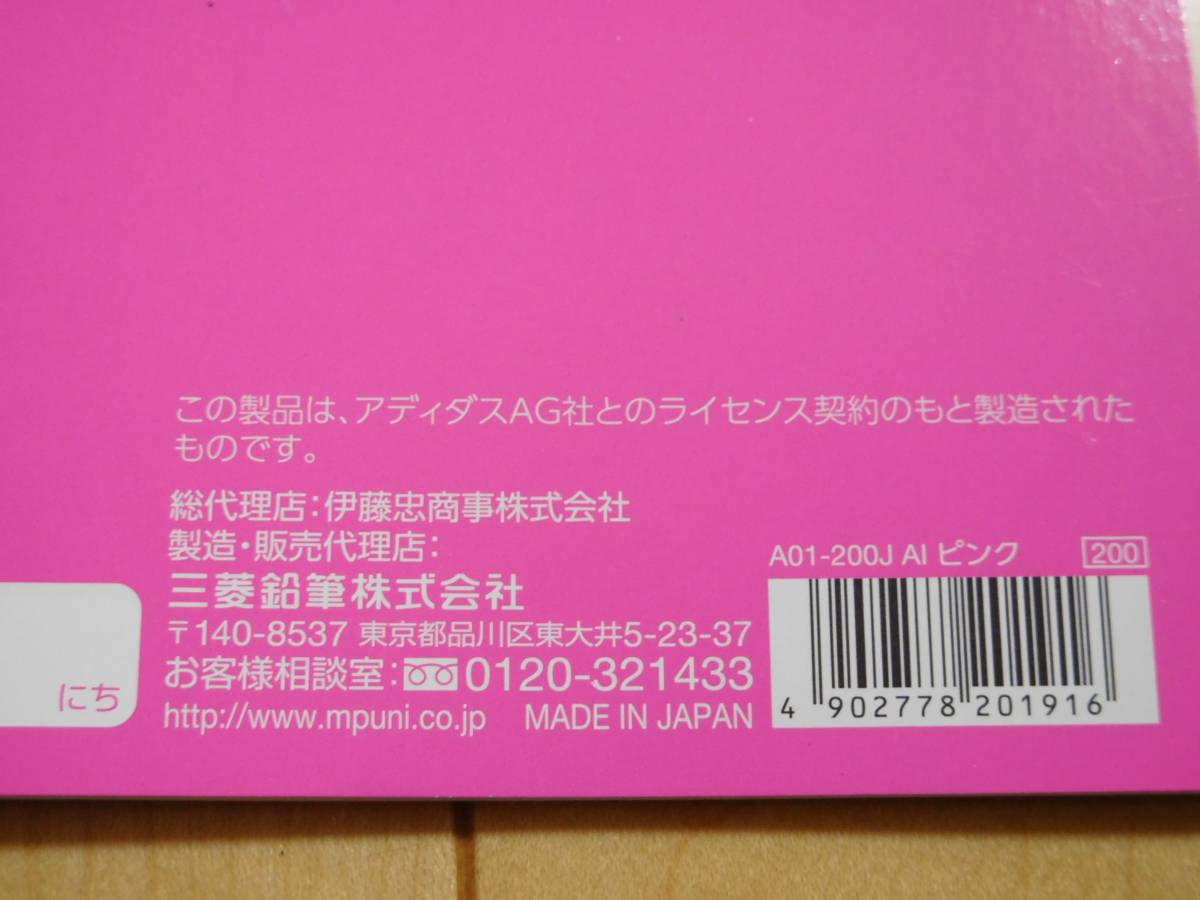 この製品は、アディダスAG社とのライセンス契約のもと製造された
ものです。
総代理店：伊藤忠商事株式会社
製造・販売代理店：
三菱鉛筆株式会社
〒140-8537 東京都品川区東大井5-23-37
お客様相談室：0120-321433
http://www.mpuni.co.jp MADE IN JAPAN
A01-200J AI ピンク 200
4 902778 201916
にち